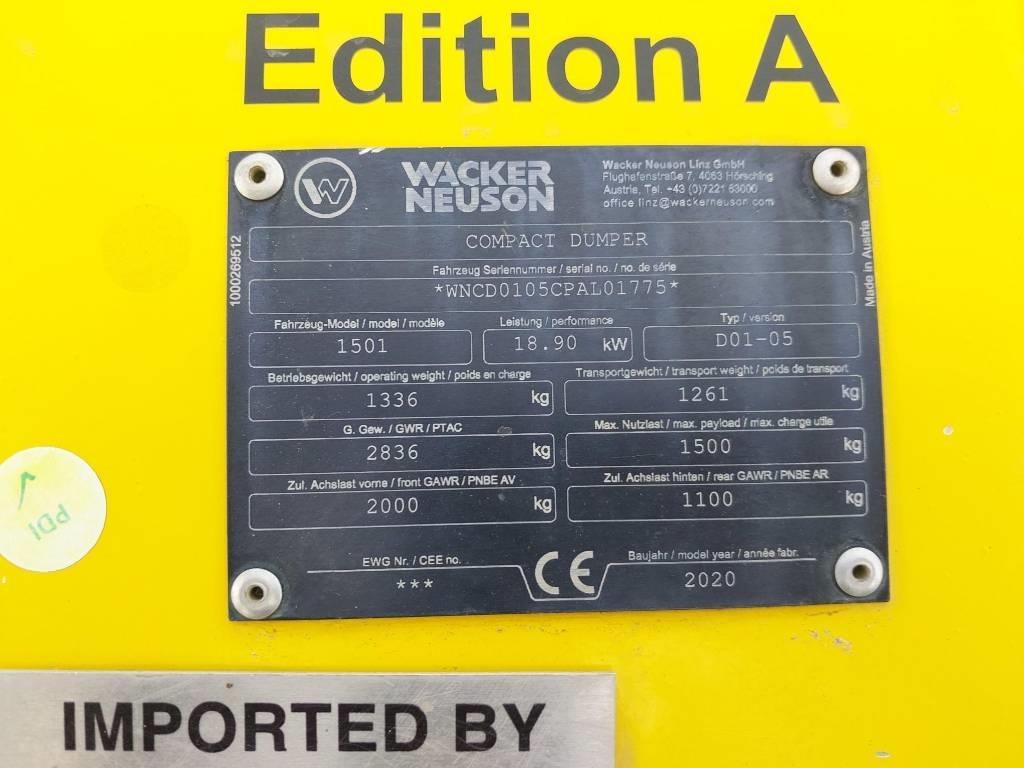 Edition A
W
WACKER
NEUSON
Wacker Neuson Linz GmbH
Flughafenstraße 7, 4063 Hörsching
Austria, Tel. +43 (0)7221 63000
office.linz@wackerneuson.com
1000269512
Made in Austria
COMPACT DUMPER
Fahrzeug Seriennummer / serial no. / no. de série
*WNCD0105CPAL01775*
Fahrzeug-Model / model / modèle
Leistung / performance
Typ / version
1501
18.90 kW
D01-05
Betriebsgewicht / operating weight / poids en charge
Transportgewicht / transport weight / poids de transport
1336 kg
1261 kg
G. Gew. / GWR / PTAC
Max. Nutzlast / max. payload / max. charge utile
2836 kg
1500 kg
Zul. Achslast vorne / front GAWR / PNBE AV
Zul. Achslast hinten / rear GAWR / PNBE AR
2000 kg
1100 kg
EWG Nr. / CEE no.
CE
Baujahr / model year / année fabr.
***
2020
PDI
IMPORTED BY